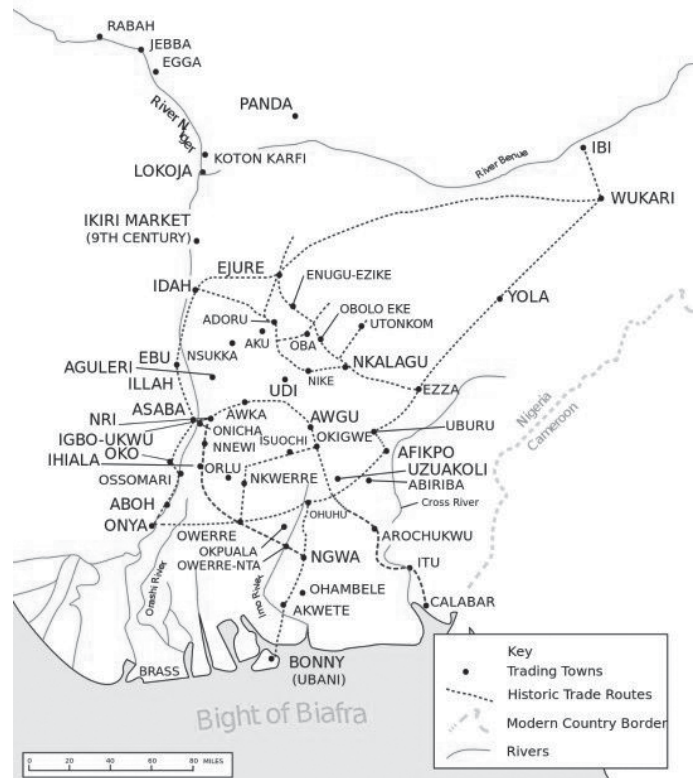 RABAH
JEBBA
EGGA
River Niger
PANDA
KOTON KARFI
LOKOJA
IBI
River Benue
WUKARI
IKIRI MARKET
(9TH CENTURY)
EJURE
ENUGU-EZIKE
IDAH
YOLA
OBOLO EKE
ADORU
UTONKOM
AKU
OBA
NSUKKA
EBU
NKALAGU
AGULERI
NIKE
ILLAH
UDI
EZZA
Nigeria
Cameroon
ASABA
NRI
AWKA
AWGU
UBURU
ONICHA
IGBO-UKWU
NNEWI
ISUOCHI
OKIGWE
OKO
AFIKPO
IHIALA
ORLU
UZUAKOLI
OSSOMARI
NKWERRE
ABIRIBA
Cross River
ABOH
OHUHU
ONYA
OWERRE
AROCHUKWU
OKPUALA
OWERRE-NTA
NGWA
ITU
Orashi River
Imo River
OHAMBELE
AKWETE
CALABAR
BRASS
BONNY
(UBANI)
Bight of Biafra
Key
Trading Towns
Historic Trade Routes
Modern Country Border
Rivers
0 20 40 60 80 MILES